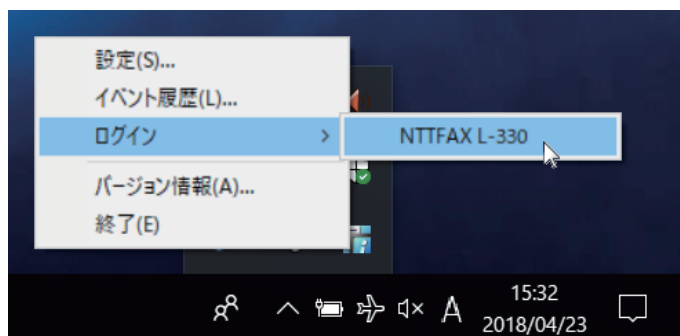 設定(S)...
イベント履歴(L)...
ログイン
NTTFAX L-330
バージョン情報(A)...
終了(E)
A
15:32
2018/04/23